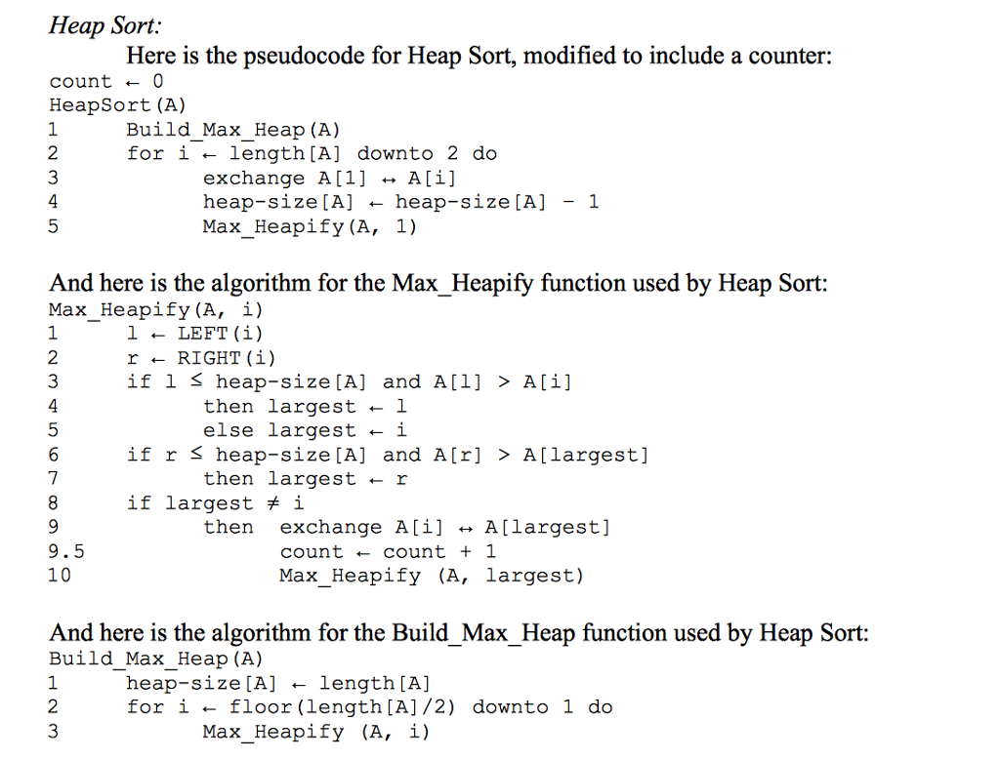 Heap Sort:
Here is the pseudocode for Heap Sort, modified to include a counter:
count ← 0
HeapSort(A)
1 Build_Max_Heap(A)
2 for i ← length[A] downto 2 do
3 exchange A[1] ↔ A[i]
4 heap-size[A] ← heap-size[A] - 1
5 Max_Heapify(A, 1)
And here is the algorithm for the Max_Heapify function used by Heap Sort:
Max_Heapify(A, i)
1 l ← LEFT(i)
2 r ← RIGHT(i)
3 if l ≤ heap-size[A] and A[l] > A[i]
4 then largest ← l
5 else largest ← i
6 if r ≤ heap-size[A] and A[r] > A[largest]
7 then largest ← r
8 if largest ≠ i
9 then exchange A[i] ↔ A[largest]
9.5 count ← count + 1
10 Max_Heapify (A, largest)
And here is the algorithm for the Build_Max_Heap function used by Heap Sort:
Build_Max_Heap(A)
1 heap-size[A] ← length[A]
2 for i ← floor(length[A]/2) downto 1 do
3 Max_Heapify (A, i)